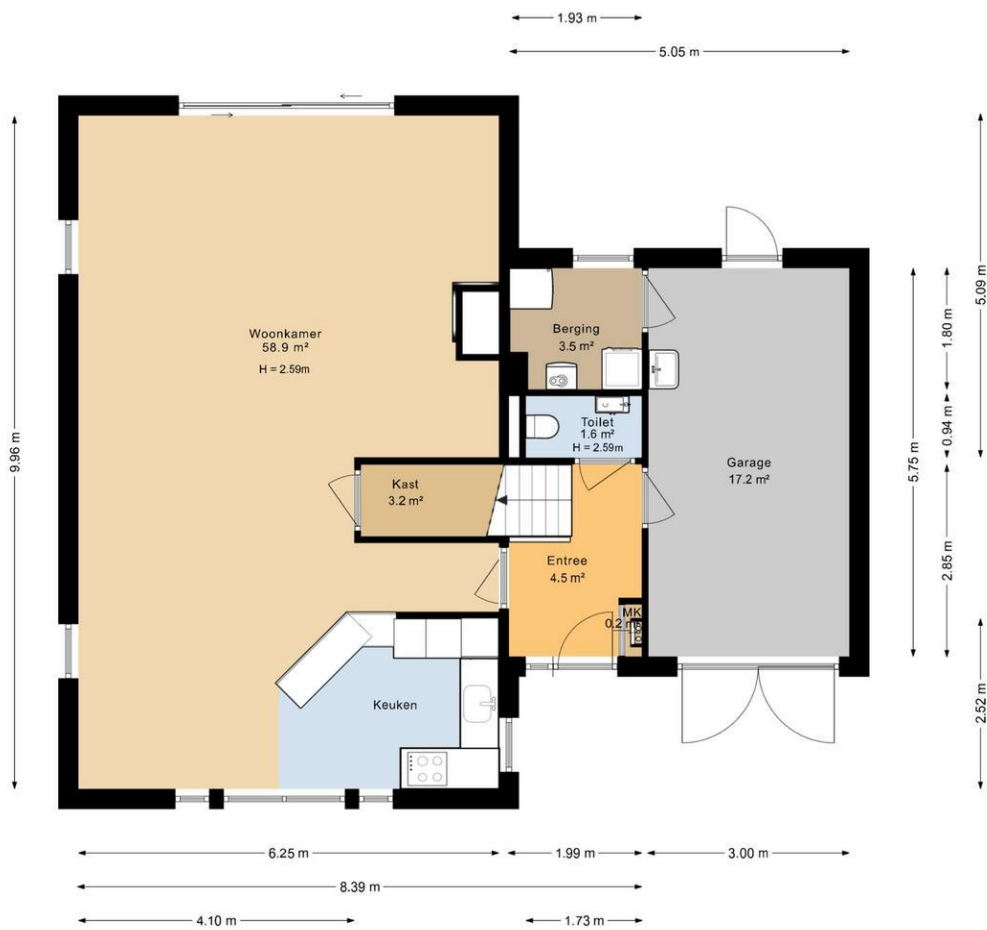 1.93 m
5.05 m
Woonkamer
58.9 m²
H = 2.59m
Berging
3.5 m²
Toilet
1.6 m²
H = 2.59m
Garage
17.2 m²
Kast
3.2 m²
Entree
4.5 m²
MK
0.2 m²
Keuken
9.96 m
5.09 m
1.80 m
0.94 m
5.75 m
2.85 m
2.52 m
6.25 m
1.99 m
3.00 m
8.39 m
4.10 m
1.73 m